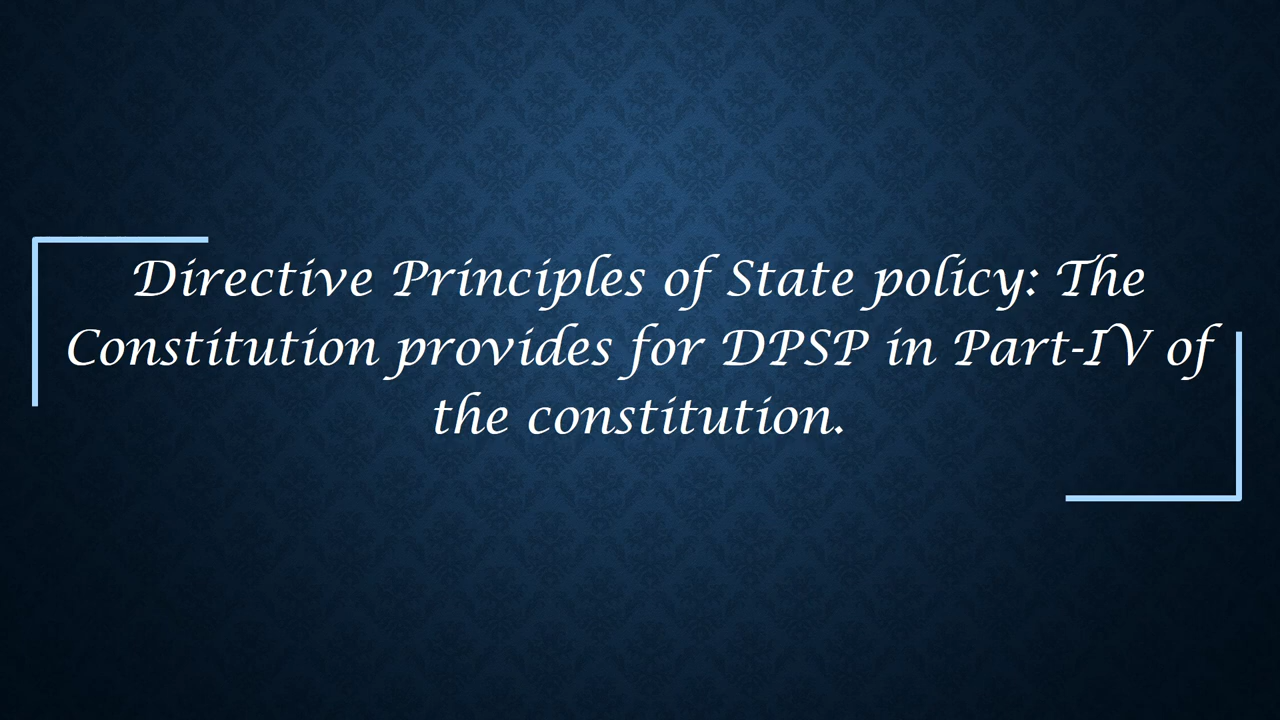 Directive Principles of State policy: The
Constitution provides for DPSP in Part-IV of
the constitution.